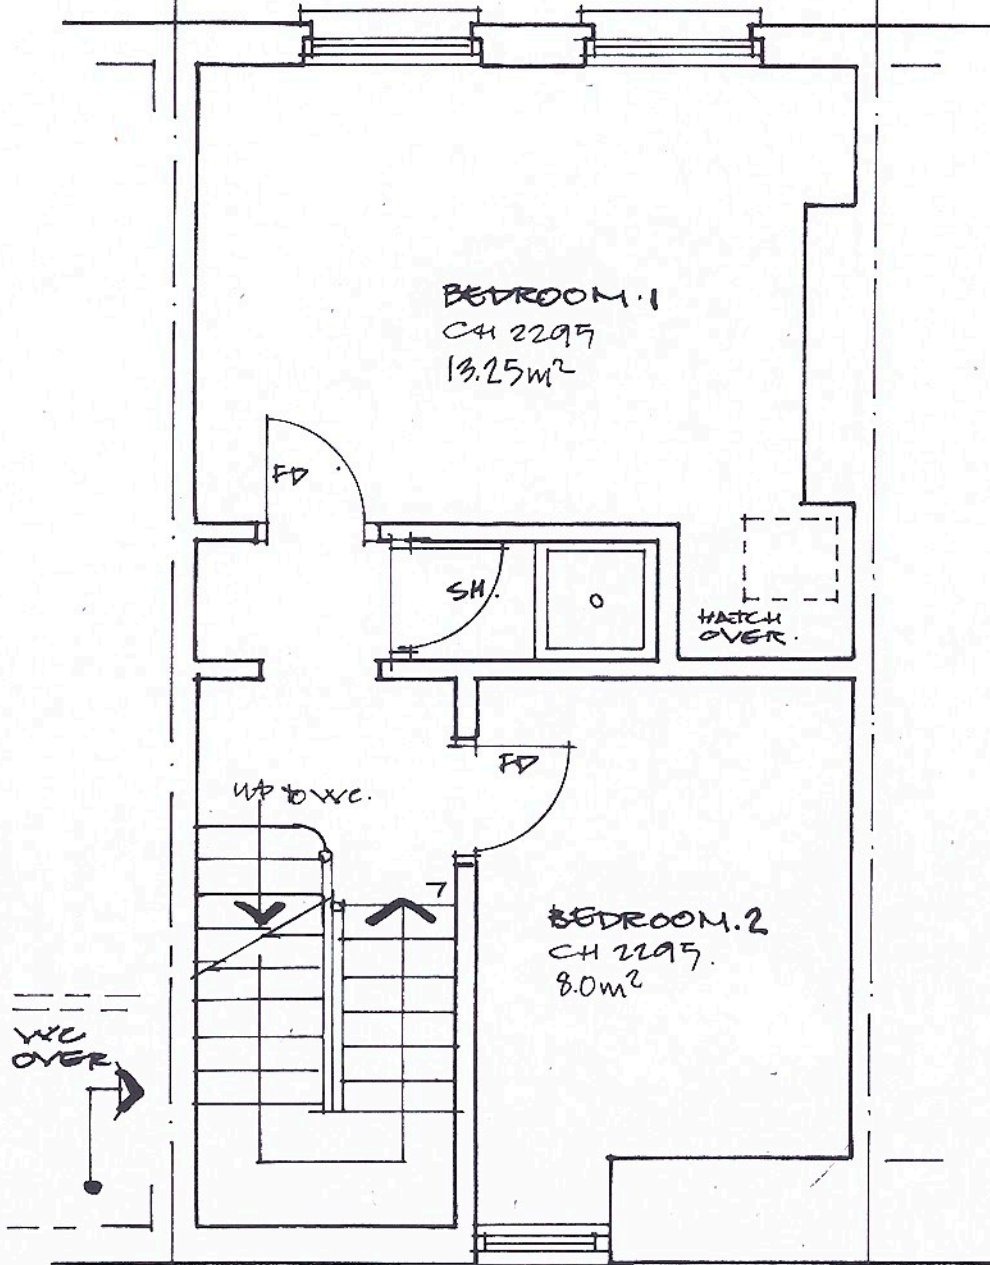 BEDROOM.1
CH 2295
13.25m²
FD
SH.
HATCH
OVER.
FD
UP to WC.
7
BEDROOM.2
CH 2295.
8.0m²
WC
OVER